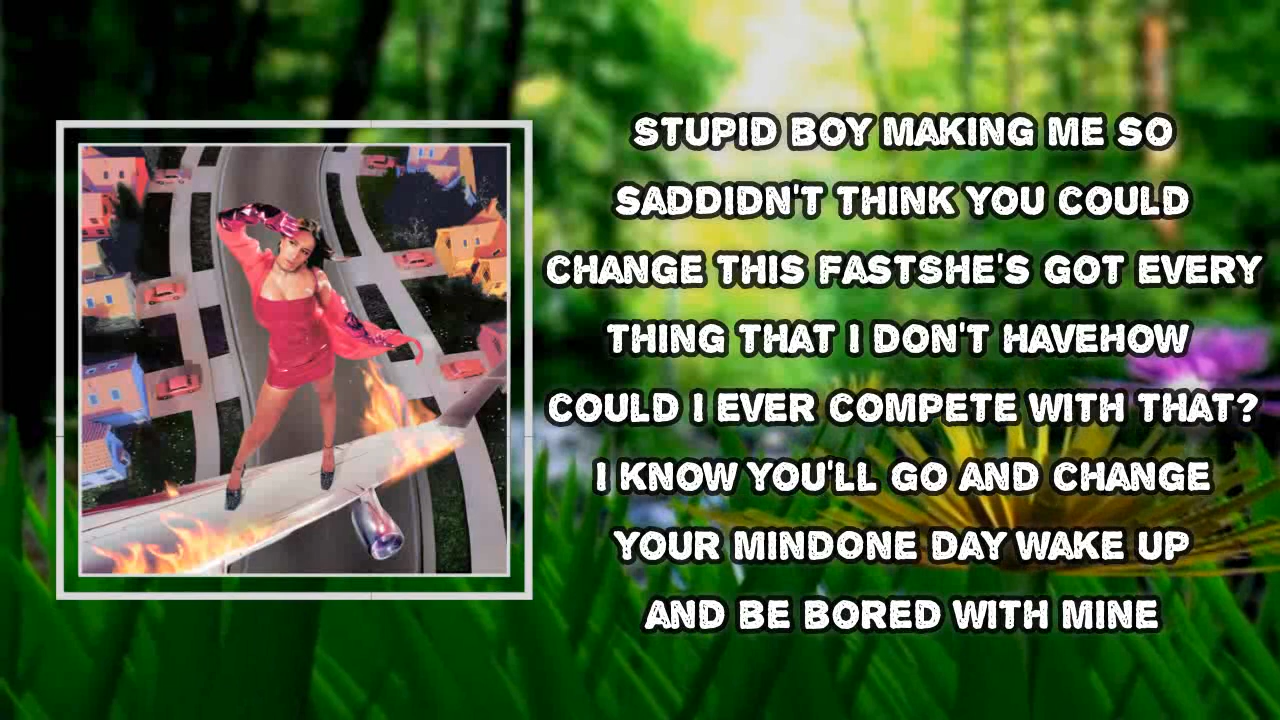 STUPID BOY MAKING ME SO
SADDIDN'T THINK YOU COULD
CHANGE THIS FASTSHE'S GOT EVERY
THING THAT I DON'T HAVEHOW
COULD I EVER COMPETE WITH THAT?
I KNOW YOU'LL GO AND CHANGE
YOUR MINDONE DAY WAKE UP
AND BE BORED WITH MINE